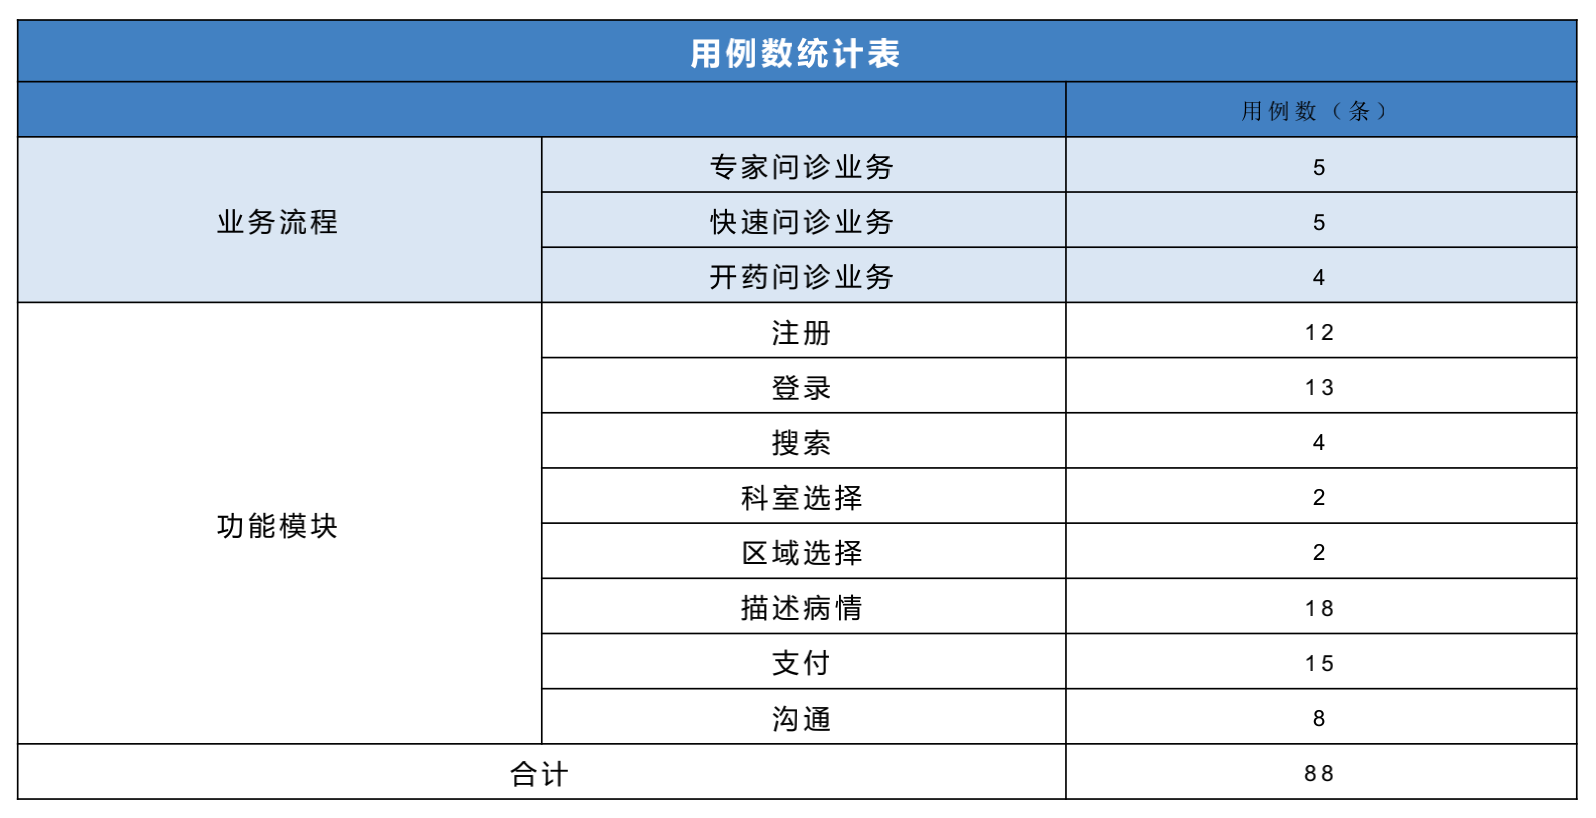 用例数统计表
用例数（条）
业务流程
专家问诊业务 5
快速问诊业务 5
开药问诊业务 4
功能模块
注册 12
登录 13
搜索 4
科室选择 2
区域选择 2
描述病情 18
支付 15
沟通 8
合计 88